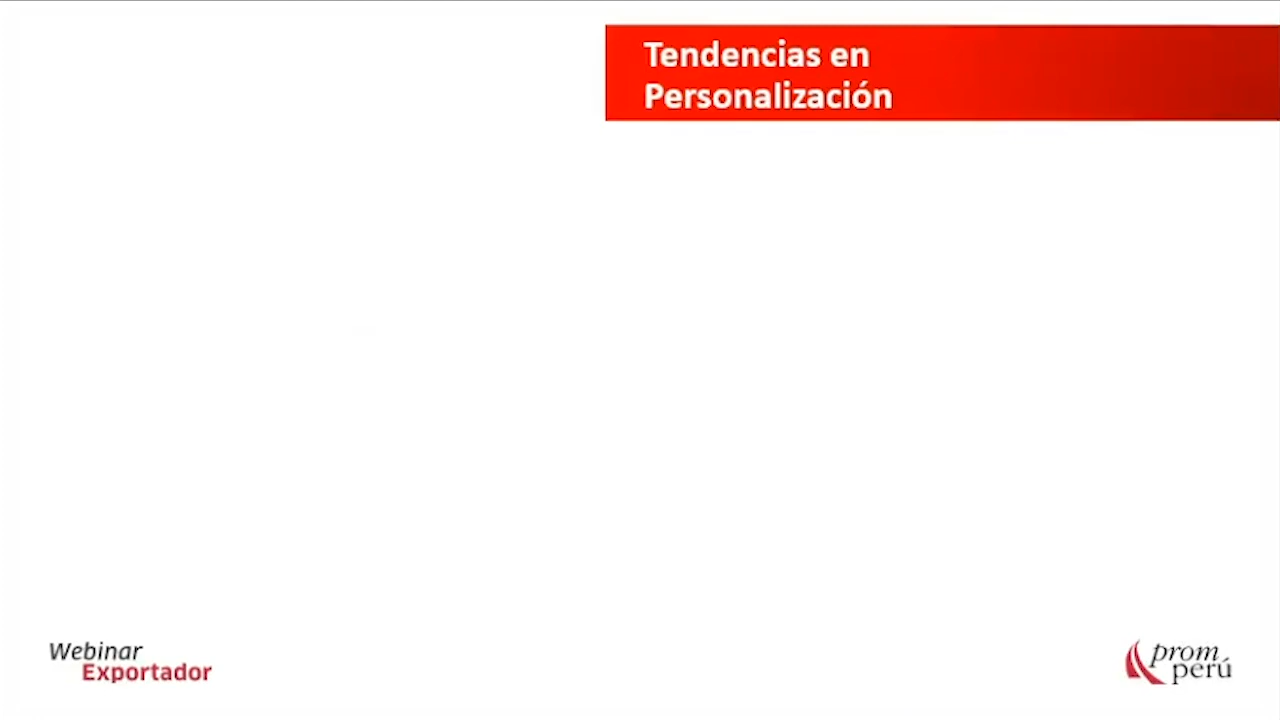 Tendencias en
Personalización
Webinar
Exportador
prom
perú